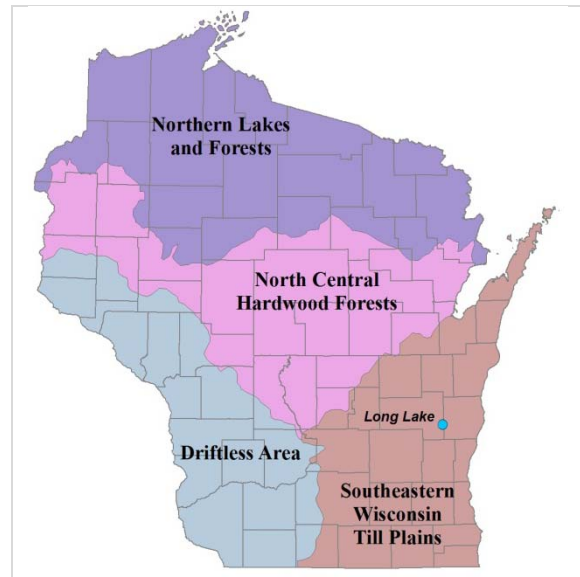 Northern Lakes
and Forests
North Central
Hardwood Forests
Long Lake
Driftless Area
Southeastern
Wisconsin
Till Plains